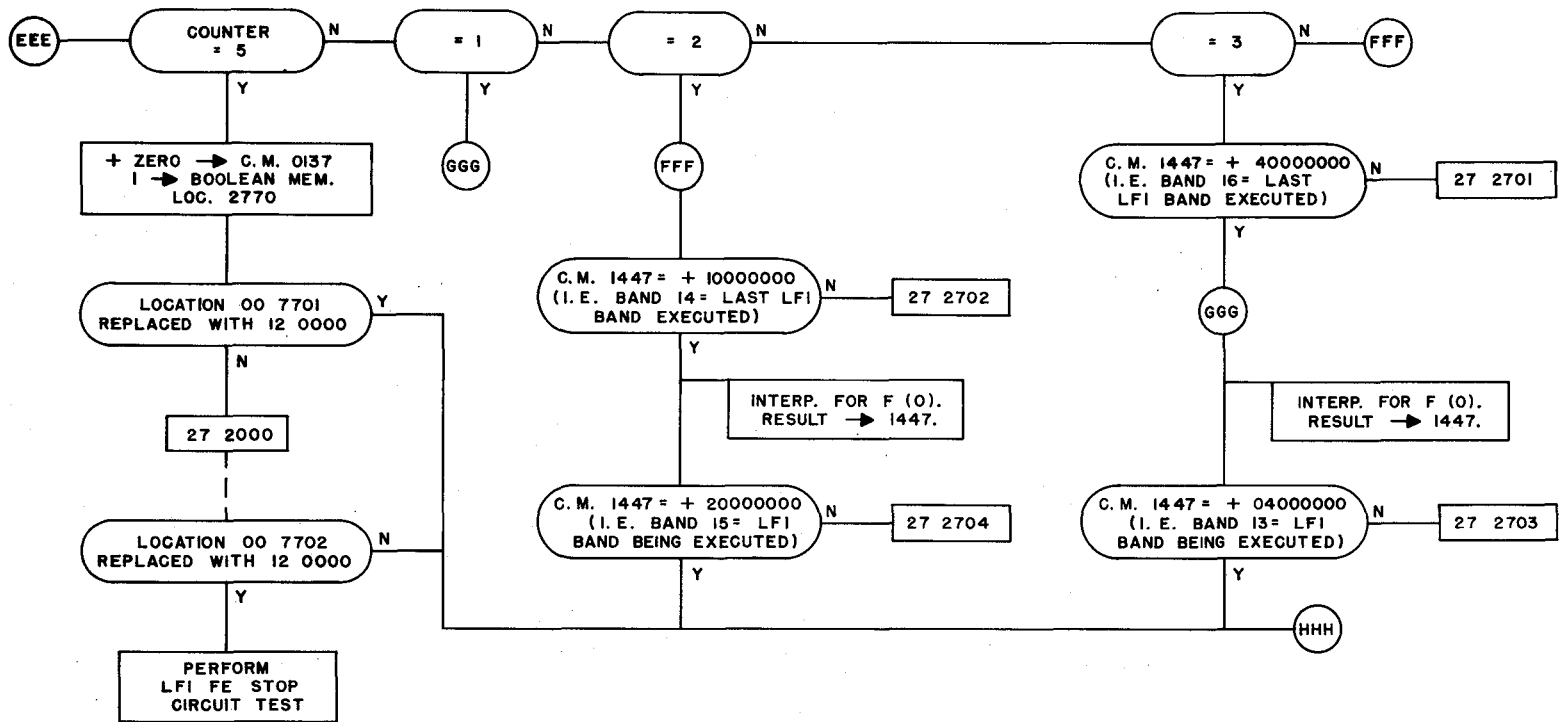 EEE
COUNTER
= 5
N
Y
= 1
N
Y
GGG
= 2
N
Y
FFF
= 3
N
FFF
Y
+ ZERO → C.M. 0137
1 → BOOLEAN MEM.
LOC. 2770
LOCATION 00 7701
REPLACED WITH 12 0000
Y
N
27 2000
LOCATION 00 7702
REPLACED WITH 12 0000
N
Y
PERFORM
LFI FE STOP
CIRCUIT TEST
C.M. 1447= + 10000000
(I.E. BAND 14= LAST LFI
BAND EXECUTED)
N
27 2702
Y
INTERP. FOR F (0).
RESULT → 1447.
C.M. 1447= + 20000000
(I.E. BAND 15= LFI
BAND BEING EXECUTED)
N
27 2704
Y
C.M. 1447= + 40000000
(I.E. BAND 16= LAST
LFI BAND EXECUTED)
N
27 2701
Y
GGG
INTERP. FOR F (0).
RESULT → 1447.
C.M. 1447= + 04000000
(I.E. BAND 13= LFI
BAND BEING EXECUTED)
N
27 2703
Y
HHH